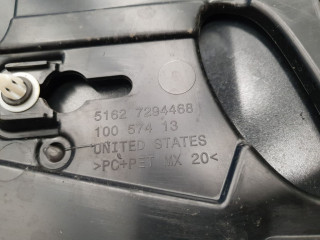 5162 7294468
100 574 13
UNITED STATES
>PC+PET MX 20<